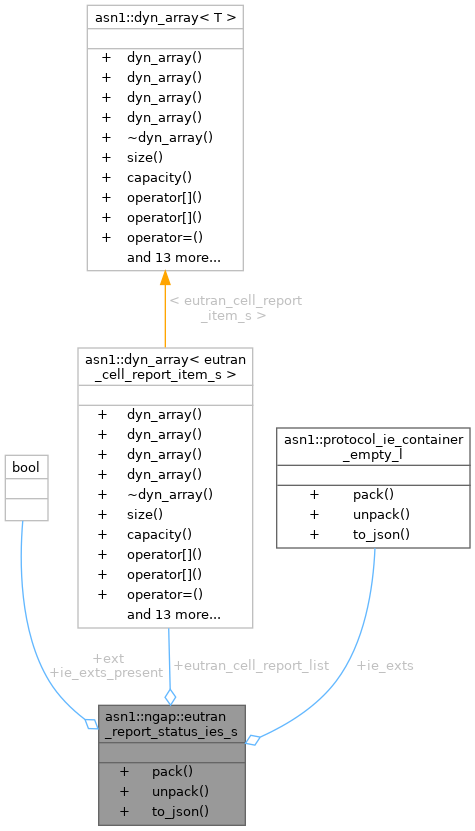 asn1::dyn_array< T >
+ dyn_array()
+ dyn_array()
+ dyn_array()
+ dyn_array()
+ ~dyn_array()
+ size()
+ capacity()
+ operator[]()
+ operator[]()
+ operator=()
and 13 more...
< eutran_cell_report
_item_s >
asn1::dyn_array< eutran
_cell_report_item_s >
+ dyn_array()
+ dyn_array()
+ dyn_array()
+ dyn_array()
+ ~dyn_array()
+ size()
+ capacity()
+ operator[]()
+ operator[]()
+ operator=()
and 13 more...
bool
asn1::protocol_ie_container
_empty_l
+ pack()
+ unpack()
+ to_json()
+ext
+ie_exts_present
+eutran_cell_report_list
+ie_exts
asn1::ngap::eutran
_report_status_ies_s
+ pack()
+ unpack()
+ to_json()